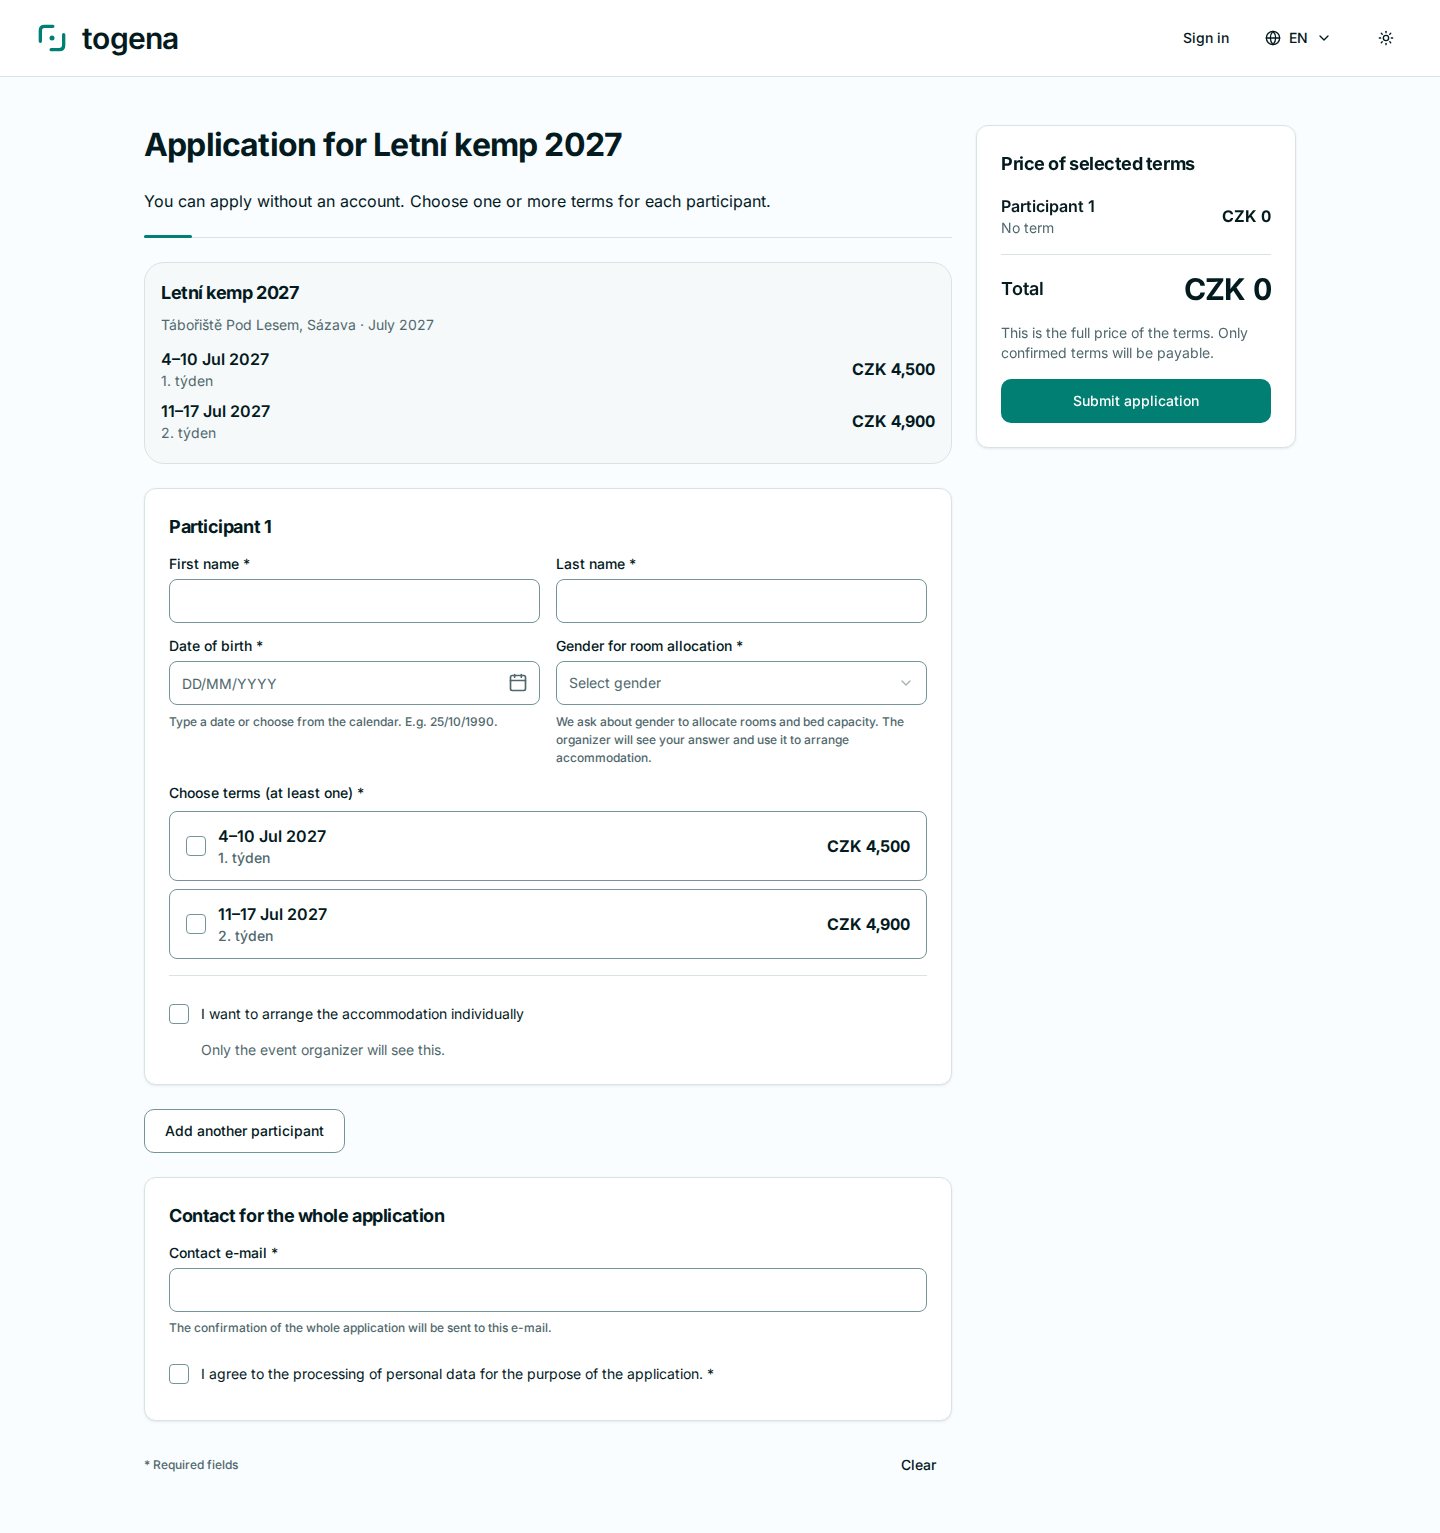 togena
Sign in
EN
Application for Letní kemp 2027
You can apply without an account. Choose one or more terms for each participant.
Letní kemp 2027
Tábořiště Pod Lesem, Sázava · July 2027
4–10 Jul 2027
1. týden
CZK 4,500
11–17 Jul 2027
2. týden
CZK 4,900
Participant 1
First name *
Last name *
Date of birth *
Gender for room allocation *
DD/MM/YYYY
Select gender
Type a date or choose from the calendar. E.g. 25/10/1990.
We ask about gender to allocate rooms and bed capacity. The
organizer will see your answer and use it to arrange
accommodation.
Choose terms (at least one) *
4–10 Jul 2027
1. týden
CZK 4,500
11–17 Jul 2027
2. týden
CZK 4,900
I want to arrange the accommodation individually
Only the event organizer will see this.
Add another participant
Contact for the whole application
Contact e-mail *
The confirmation of the whole application will be sent to this e-mail.
I agree to the processing of personal data for the purpose of the application. *
* Required fields
Clear
Price of selected terms
Participant 1
No term
CZK 0
Total
CZK 0
This is the full price of the terms. Only
confirmed terms will be payable.
Submit application